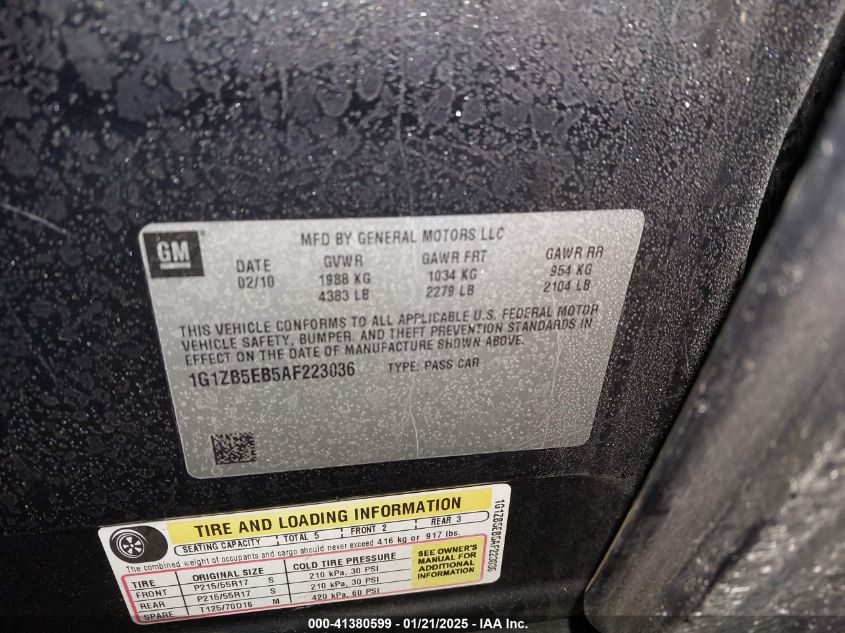 GM
MFD BY GENERAL MOTORS LLC
DATE GVWR GAWR FRT GAWR RR
02/10 1988 KG 1034 KG 954 KG
4383 LB 2279 LB 2104 LB
THIS VEHICLE CONFORMS TO ALL APPLICABLE U.S. FEDERAL MOTOR
VEHICLE SAFETY, BUMPER, AND THEFT PREVENTION STANDARDS IN
EFFECT ON THE DATE OF MANUFACTURE SHOWN ABOVE.
1G1ZB5EB5AF223036 TYPE: PASS CAR
TIRE AND LOADING INFORMATION
SEATING CAPACITY TOTAL 5 FRONT 2 REAR 3
The combined weight of occupants and cargo should never exceed 416 kg or 917 lbs.
TIRE ORIGINAL SIZE COLD TIRE PRESSURE
FRONT P215/55R17 S 210 kPa, 30 PSI
REAR P215/55R17 S 210 kPa, 30 PSI
SPARE T125/70D16 M 420 kPa, 60 PSI
SEE OWNER'S
MANUAL FOR
ADDITIONAL
INFORMATION
1G1ZB5EB5AF223036
000-41380599 - 01/21/2025 - IAA Inc.